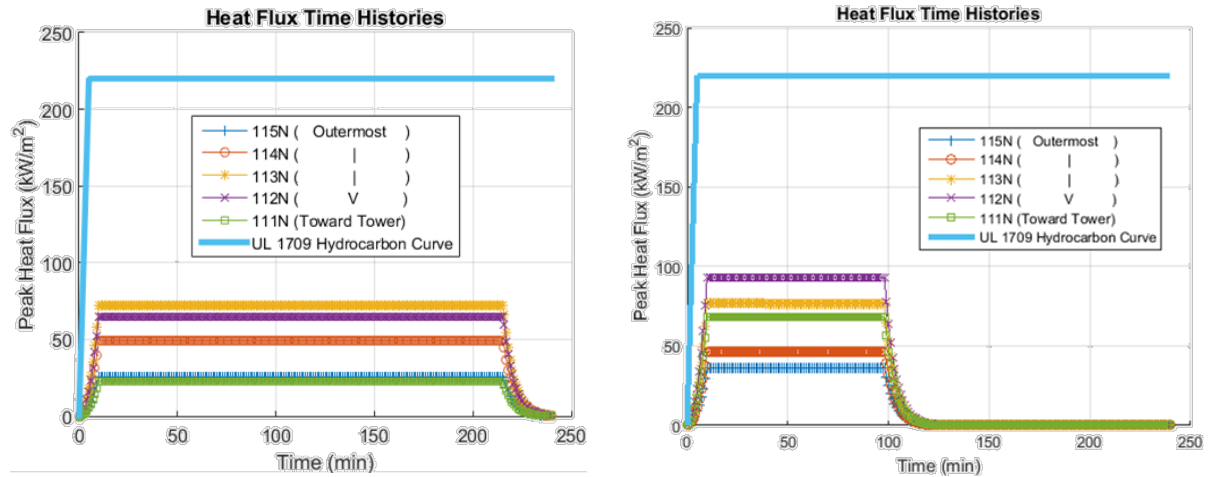 Heat Flux Time Histories
250
200
150
100
50
0
Peak Heat Flux (kW/m²)
115N ( Outermost )
114N ( | )
113N ( | )
112N ( V )
111N (Toward Tower)
UL 1709 Hydrocarbon Curve
0 50 100 150 200 250
Time (min)
Heat Flux Time Histories
250
200
150
100
50
0
Peak Heat Flux (kW/m²)
115N ( Outermost )
114N ( | )
113N ( | )
112N ( V )
111N (Toward Tower)
UL 1709 Hydrocarbon Curve
0 50 100 150 200 250
Time (min)